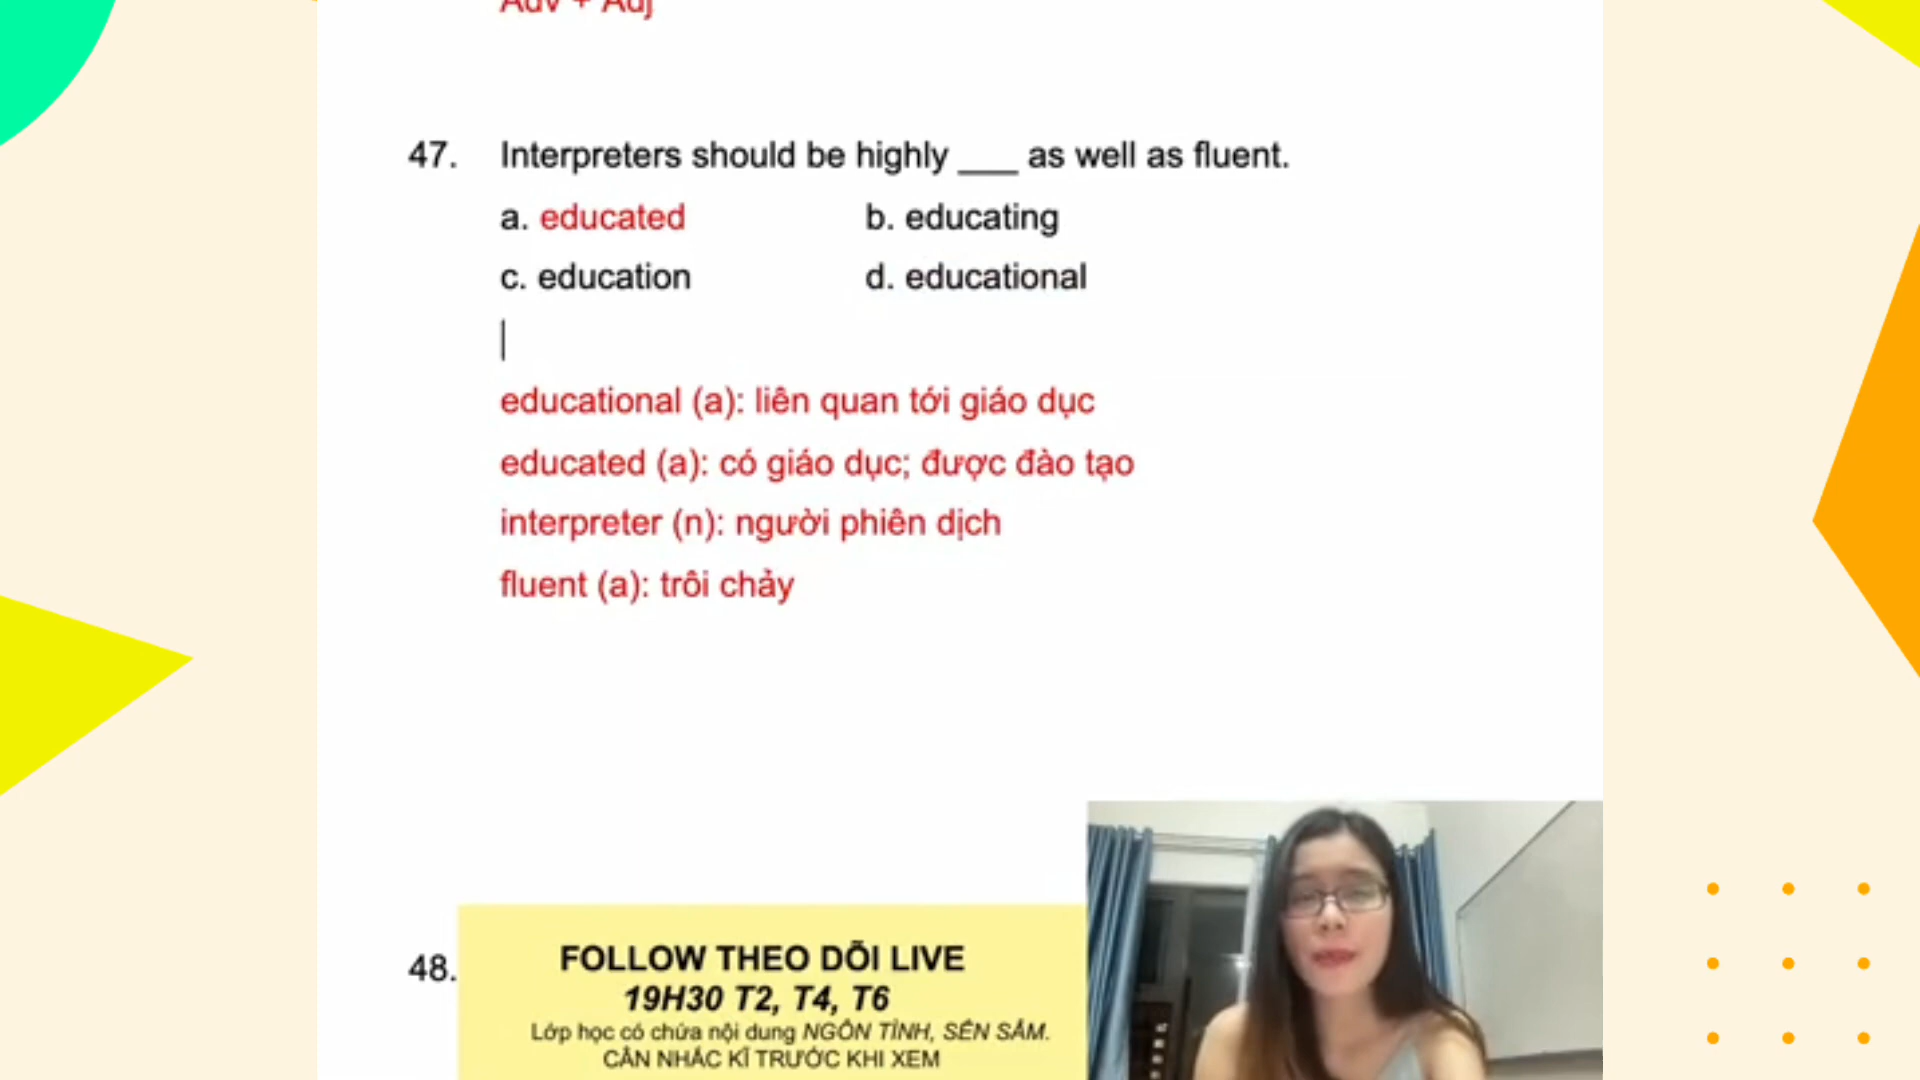 Adv + Adj
47. Interpreters should be highly ___ as well as fluent.
a. educated b. educating
c. education d. educational
educational (a): liên quan tới giáo dục
educated (a): có giáo dục; được đào tạo
interpreter (n): người phiên dịch
fluent (a): trôi chảy
48.
FOLLOW THEO DÕI LIVE
19H30 T2, T4, T6
Lớp học có chứa nội dung NGÔN TÌNH, SẾN SẨM.
CÂN NHẮC KĨ TRƯỚC KHI XEM